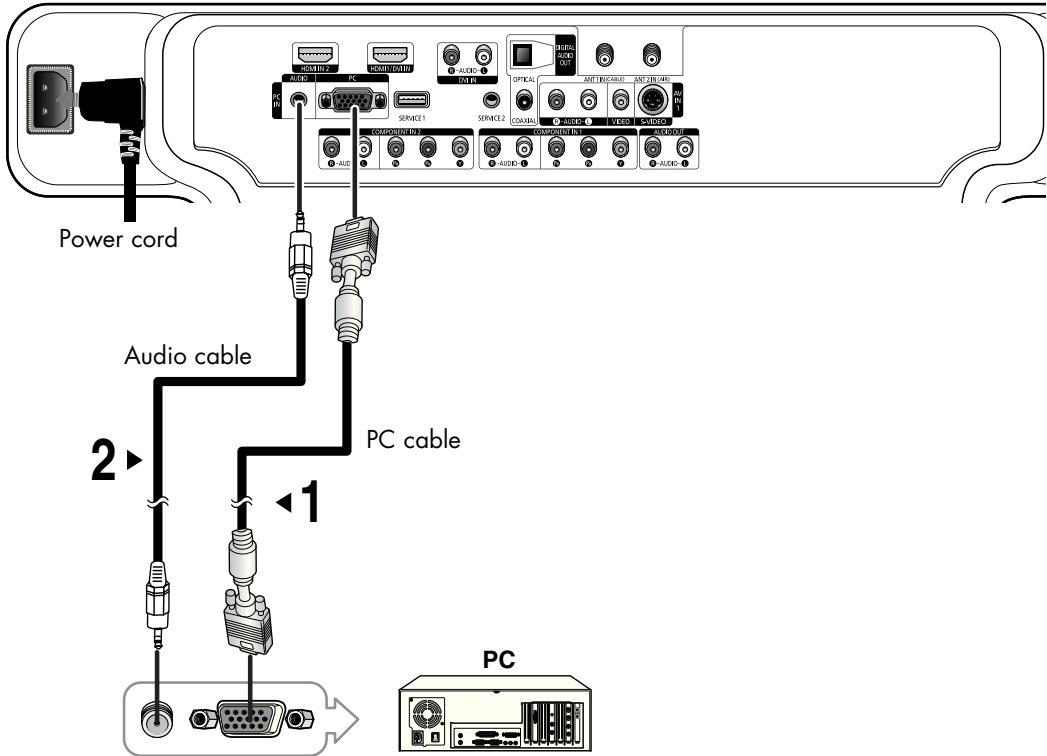 HDMI IN 2
HDMI1/DVI IN
R-AUDIO-L
DVI IN
DIGITAL AUDIO OUT
OPTICAL
ANT 1 IN (CABLE)
ANT 2 IN (AIR)
PC IN
AUDIO
PC
SERVICE 1
SERVICE 2
COAXIAL
R-AUDIO-L
VIDEO
S-VIDEO
AV IN 1
COMPONENT IN 2
COMPONENT IN 1
AUDIO OUT
R-AUDIO-L
Y
R-AUDIO-L
Y
R-AUDIO-L
Power cord
Audio cable
2
PC cable
1
PC